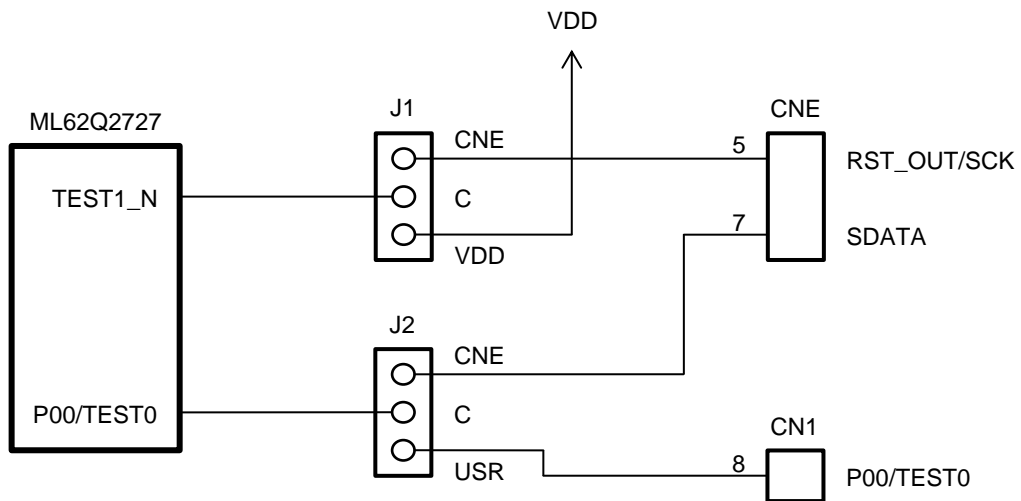 VDD
ML62Q2727
J1
CNE
CNE
5
RST_OUT/SCK
TEST1_N
C
7
SDATA
VDD
J2
CNE
P00/TEST0
C
CN1
USR
8
P00/TEST0